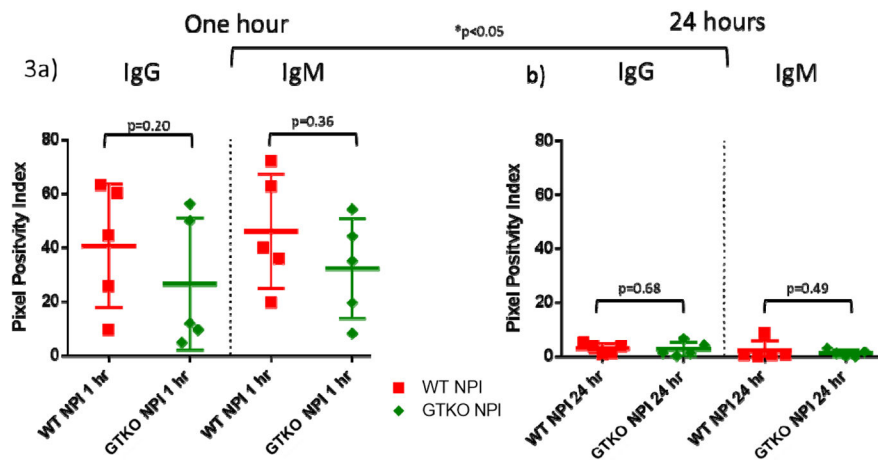 One hour
24 hours
*p<0.05
3a)
IgG
IgM
b)
IgG
IgM
p=0.20
p=0.36
80
60
40
20
0
Pixel Positvity Index
WT NPI 1 hr
GTKO NPI 1 hr
WT NPI 1 hr
GTKO NPI 1 hr
WT NPI
GTKO NPI
80
60
40
20
0
Pixel Positvity Index
p=0.68
p=0.49
WT NPI 24 hr
GTKO NPI 24 hr
WT NPI 24 hr
GTKO NPI 24 hr